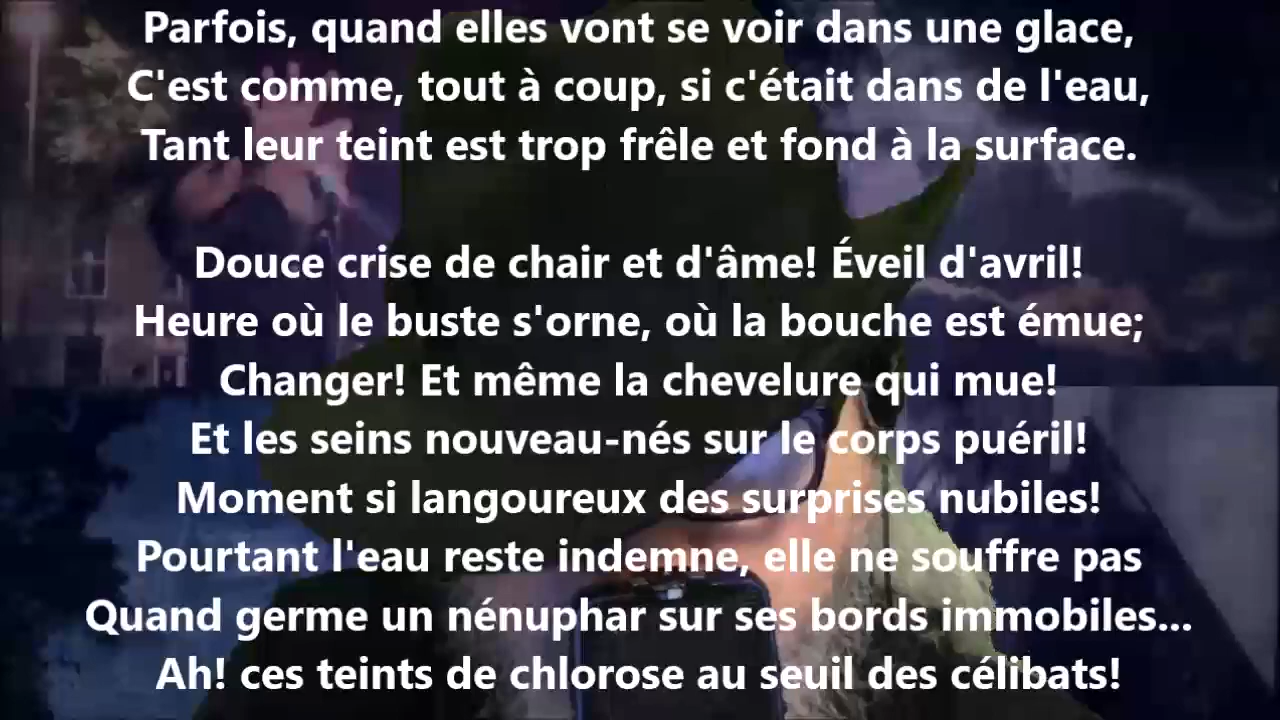 Parfois, quand elles vont se voir dans une glace,
C'est comme, tout à coup, si c'était dans de l'eau,
Tant leur teint est trop frêle et fond à la surface.
Douce crise de chair et d'âme! Éveil d'avril!
Heure où le buste s'orne, où la bouche est émue;
Changer! Et même la chevelure qui mue!
Et les seins nouveau-nés sur le corps puéril!
Moment si langoureux des surprises nubiles!
Pourtant l'eau reste indemne, elle ne souffre pas
Quand germe un nénuphar sur ses bords immobiles...
Ah! ces teints de chlorose au seuil des célibats!